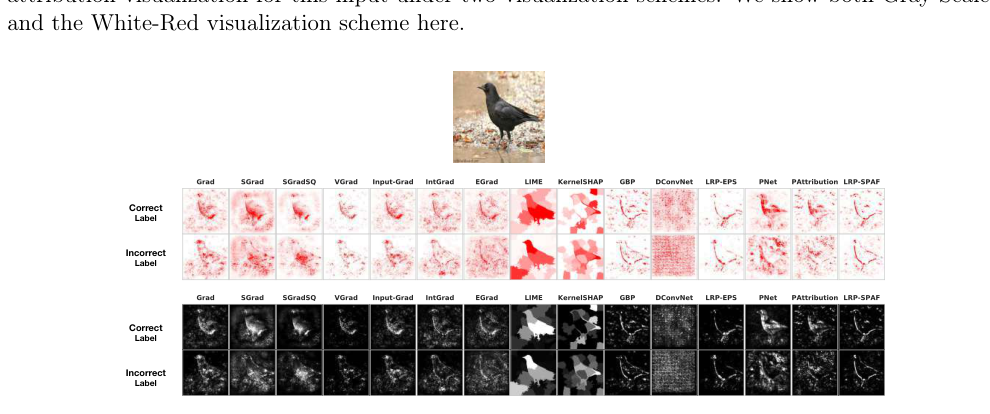 attribution visualization for this input under two visualization schemes. We show both Gray Scale
and the White-Red visualization scheme here.
Grad SGrad SGradSQ VGrad Input-Grad IntGrad EGrad LIME KernelSHAP GBP DConvNet LRP-EPS PNet PAttribution LRP-SPAF
Correct
Label
Incorrect
Label
Grad SGrad SGradSQ VGrad Input-Grad IntGrad EGrad LIME KernelSHAP GBP DConvNet LRP-EPS PNet PAttribution LRP-SPAF
Correct
Label
Incorrect
Label